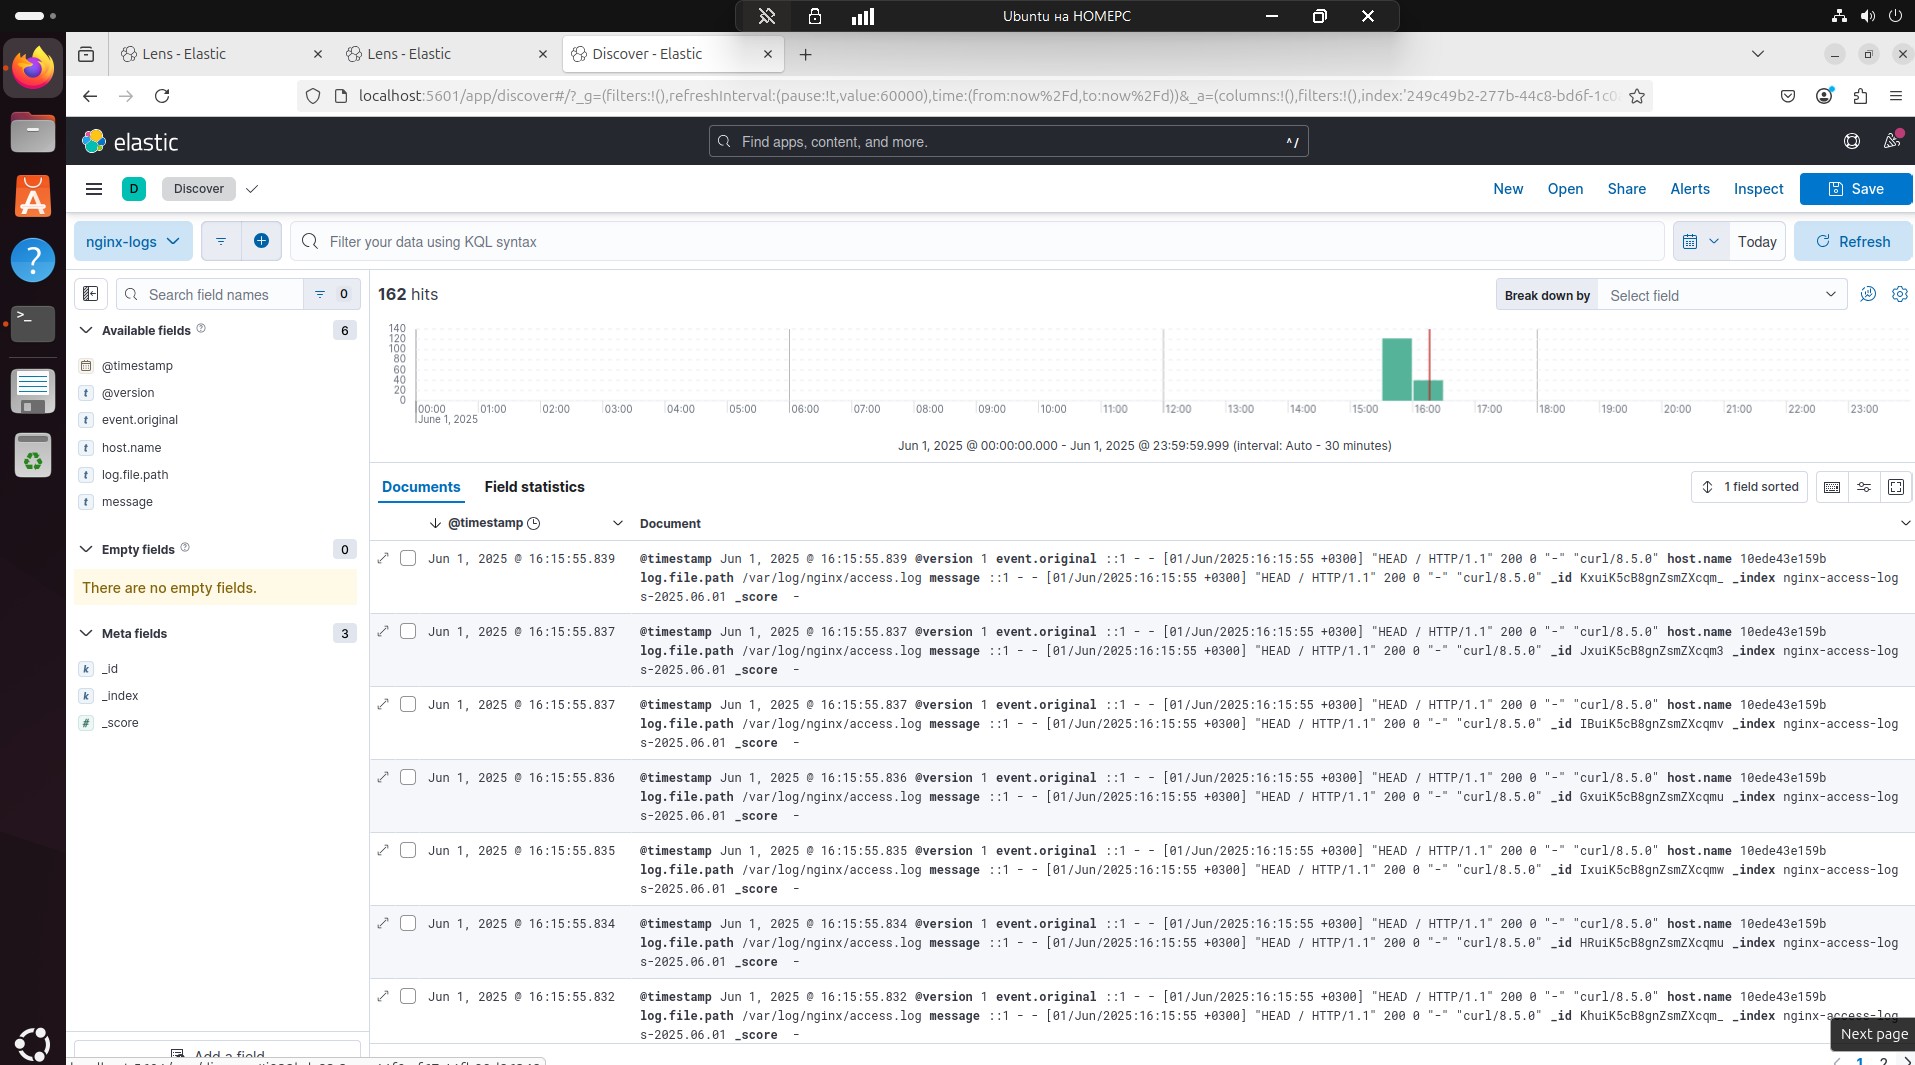 Ubuntu на HOMEPC
Lens - Elastic
Lens - Elastic
Discover - Elastic
localhost:5601/app/discover#/?_g=(filters:!(),refreshInterval:(pause:!t,value:60000),time:(from:now%2Fd,to:now%2Fd))&_a=(columns:!(),filters:!(),index:'249c49b2-277b-44c8-bd6f-1c0
elastic
Find apps, content, and more.
^/
D
Discover
New
Open
Share
Alerts
Inspect
Save
nginx-logs
Filter your data using KQL syntax
Today
Refresh
Search field names
0
Available fields
6
@timestamp
@version
event.original
host.name
log.file.path
message
Empty fields
0
There are no empty fields.
Meta fields
3
_id
_index
_score
Add a field
162 hits
Break down by
Select field
140
120
100
80
60
40
20
0
00:00 01:00 02:00 03:00 04:00 05:00 06:00 07:00 08:00 09:00 10:00 11:00 12:00 13:00 14:00 15:00 16:00 17:00 18:00 19:00 20:00 21:00 22:00 23:00
June 1, 2025
Jun 1, 2025 @ 00:00:00.000 - Jun 1, 2025 @ 23:59:59.999 (interval: Auto - 30 minutes)
Documents
Field statistics
1 field sorted
@timestamp
Document
Jun 1, 2025 @ 16:15:55.839 @timestamp Jun 1, 2025 @ 16:15:55.839 @version 1 event.original ::1 - - [01/Jun/2025:16:15:55 +0300] "HEAD / HTTP/1.1" 200 0 "-" "curl/8.5.0" host.name 10ede43e159b
log.file.path /var/log/nginx/access.log message ::1 - - [01/Jun/2025:16:15:55 +0300] "HEAD / HTTP/1.1" 200 0 "-" "curl/8.5.0" _id KxuiK5cB8gnZsmZXcqm_ _index nginx-access-log
s-2025.06.01 _score -
Jun 1, 2025 @ 16:15:55.837 @timestamp Jun 1, 2025 @ 16:15:55.837 @version 1 event.original ::1 - - [01/Jun/2025:16:15:55 +0300] "HEAD / HTTP/1.1" 200 0 "-" "curl/8.5.0" host.name 10ede43e159b
log.file.path /var/log/nginx/access.log message ::1 - - [01/Jun/2025:16:15:55 +0300] "HEAD / HTTP/1.1" 200 0 "-" "curl/8.5.0" _id JxuiK5cB8gnZsmZXcqm3 _index nginx-access-log
s-2025.06.01 _score -
Jun 1, 2025 @ 16:15:55.837 @timestamp Jun 1, 2025 @ 16:15:55.837 @version 1 event.original ::1 - - [01/Jun/2025:16:15:55 +0300] "HEAD / HTTP/1.1" 200 0 "-" "curl/8.5.0" host.name 10ede43e159b
log.file.path /var/log/nginx/access.log message ::1 - - [01/Jun/2025:16:15:55 +0300] "HEAD / HTTP/1.1" 200 0 "-" "curl/8.5.0" _id IBuiK5cB8gnZsmZXcqmv _index nginx-access-log
s-2025.06.01 _score -
Jun 1, 2025 @ 16:15:55.836 @timestamp Jun 1, 2025 @ 16:15:55.836 @version 1 event.original ::1 - - [01/Jun/2025:16:15:55 +0300] "HEAD / HTTP/1.1" 200 0 "-" "curl/8.5.0" host.name 10ede43e159b
log.file.path /var/log/nginx/access.log message ::1 - - [01/Jun/2025:16:15:55 +0300] "HEAD / HTTP/1.1" 200 0 "-" "curl/8.5.0" _id GxuiK5cB8gnZsmZXcqmu _index nginx-access-log
s-2025.06.01 _score -
Jun 1, 2025 @ 16:15:55.835 @timestamp Jun 1, 2025 @ 16:15:55.835 @version 1 event.original ::1 - - [01/Jun/2025:16:15:55 +0300] "HEAD / HTTP/1.1" 200 0 "-" "curl/8.5.0" host.name 10ede43e159b
log.file.path /var/log/nginx/access.log message ::1 - - [01/Jun/2025:16:15:55 +0300] "HEAD / HTTP/1.1" 200 0 "-" "curl/8.5.0" _id IxuiK5cB8gnZsmZXcqmw _index nginx-access-log
s-2025.06.01 _score -
Jun 1, 2025 @ 16:15:55.834 @timestamp Jun 1, 2025 @ 16:15:55.834 @version 1 event.original ::1 - - [01/Jun/2025:16:15:55 +0300] "HEAD / HTTP/1.1" 200 0 "-" "curl/8.5.0" host.name 10ede43e159b
log.file.path /var/log/nginx/access.log message ::1 - - [01/Jun/2025:16:15:55 +0300] "HEAD / HTTP/1.1" 200 0 "-" "curl/8.5.0" _id HRuiK5cB8gnZsmZXcqmu _index nginx-access-log
s-2025.06.01 _score -
Jun 1, 2025 @ 16:15:55.832 @timestamp Jun 1, 2025 @ 16:15:55.832 @version 1 event.original ::1 - - [01/Jun/2025:16:15:55 +0300] "HEAD / HTTP/1.1" 200 0 "-" "curl/8.5.0" host.name 10ede43e159b
log.file.path /var/log/nginx/access.log message ::1 - - [01/Jun/2025:16:15:55 +0300] "HEAD / HTTP/1.1" 200 0 "-" "curl/8.5.0" _id KhuiK5cB8gnZsmZXcqm_ _index nginx-access-log
s-2025.06.01 _score -
Next page
1 2